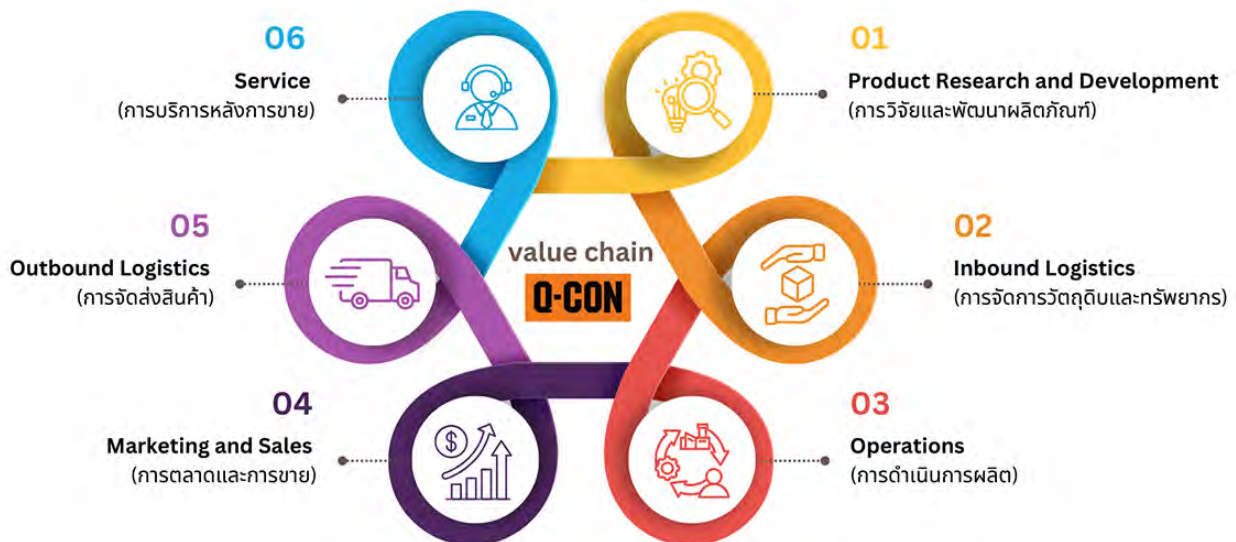 01
Product Research and Development
(การวิจัยและพัฒนาผลิตภัณฑ์)
02
Inbound Logistics
(การจัดการวัตถุดิบและทรัพยากร)
03
Operations
(การดำเนินการผลิต)
04
Marketing and Sales
(การตลาดและการขาย)
05
Outbound Logistics
(การจัดส่งสินค้า)
06
Service
(การบริการหลังการขาย)
value chain
Q-CON
$